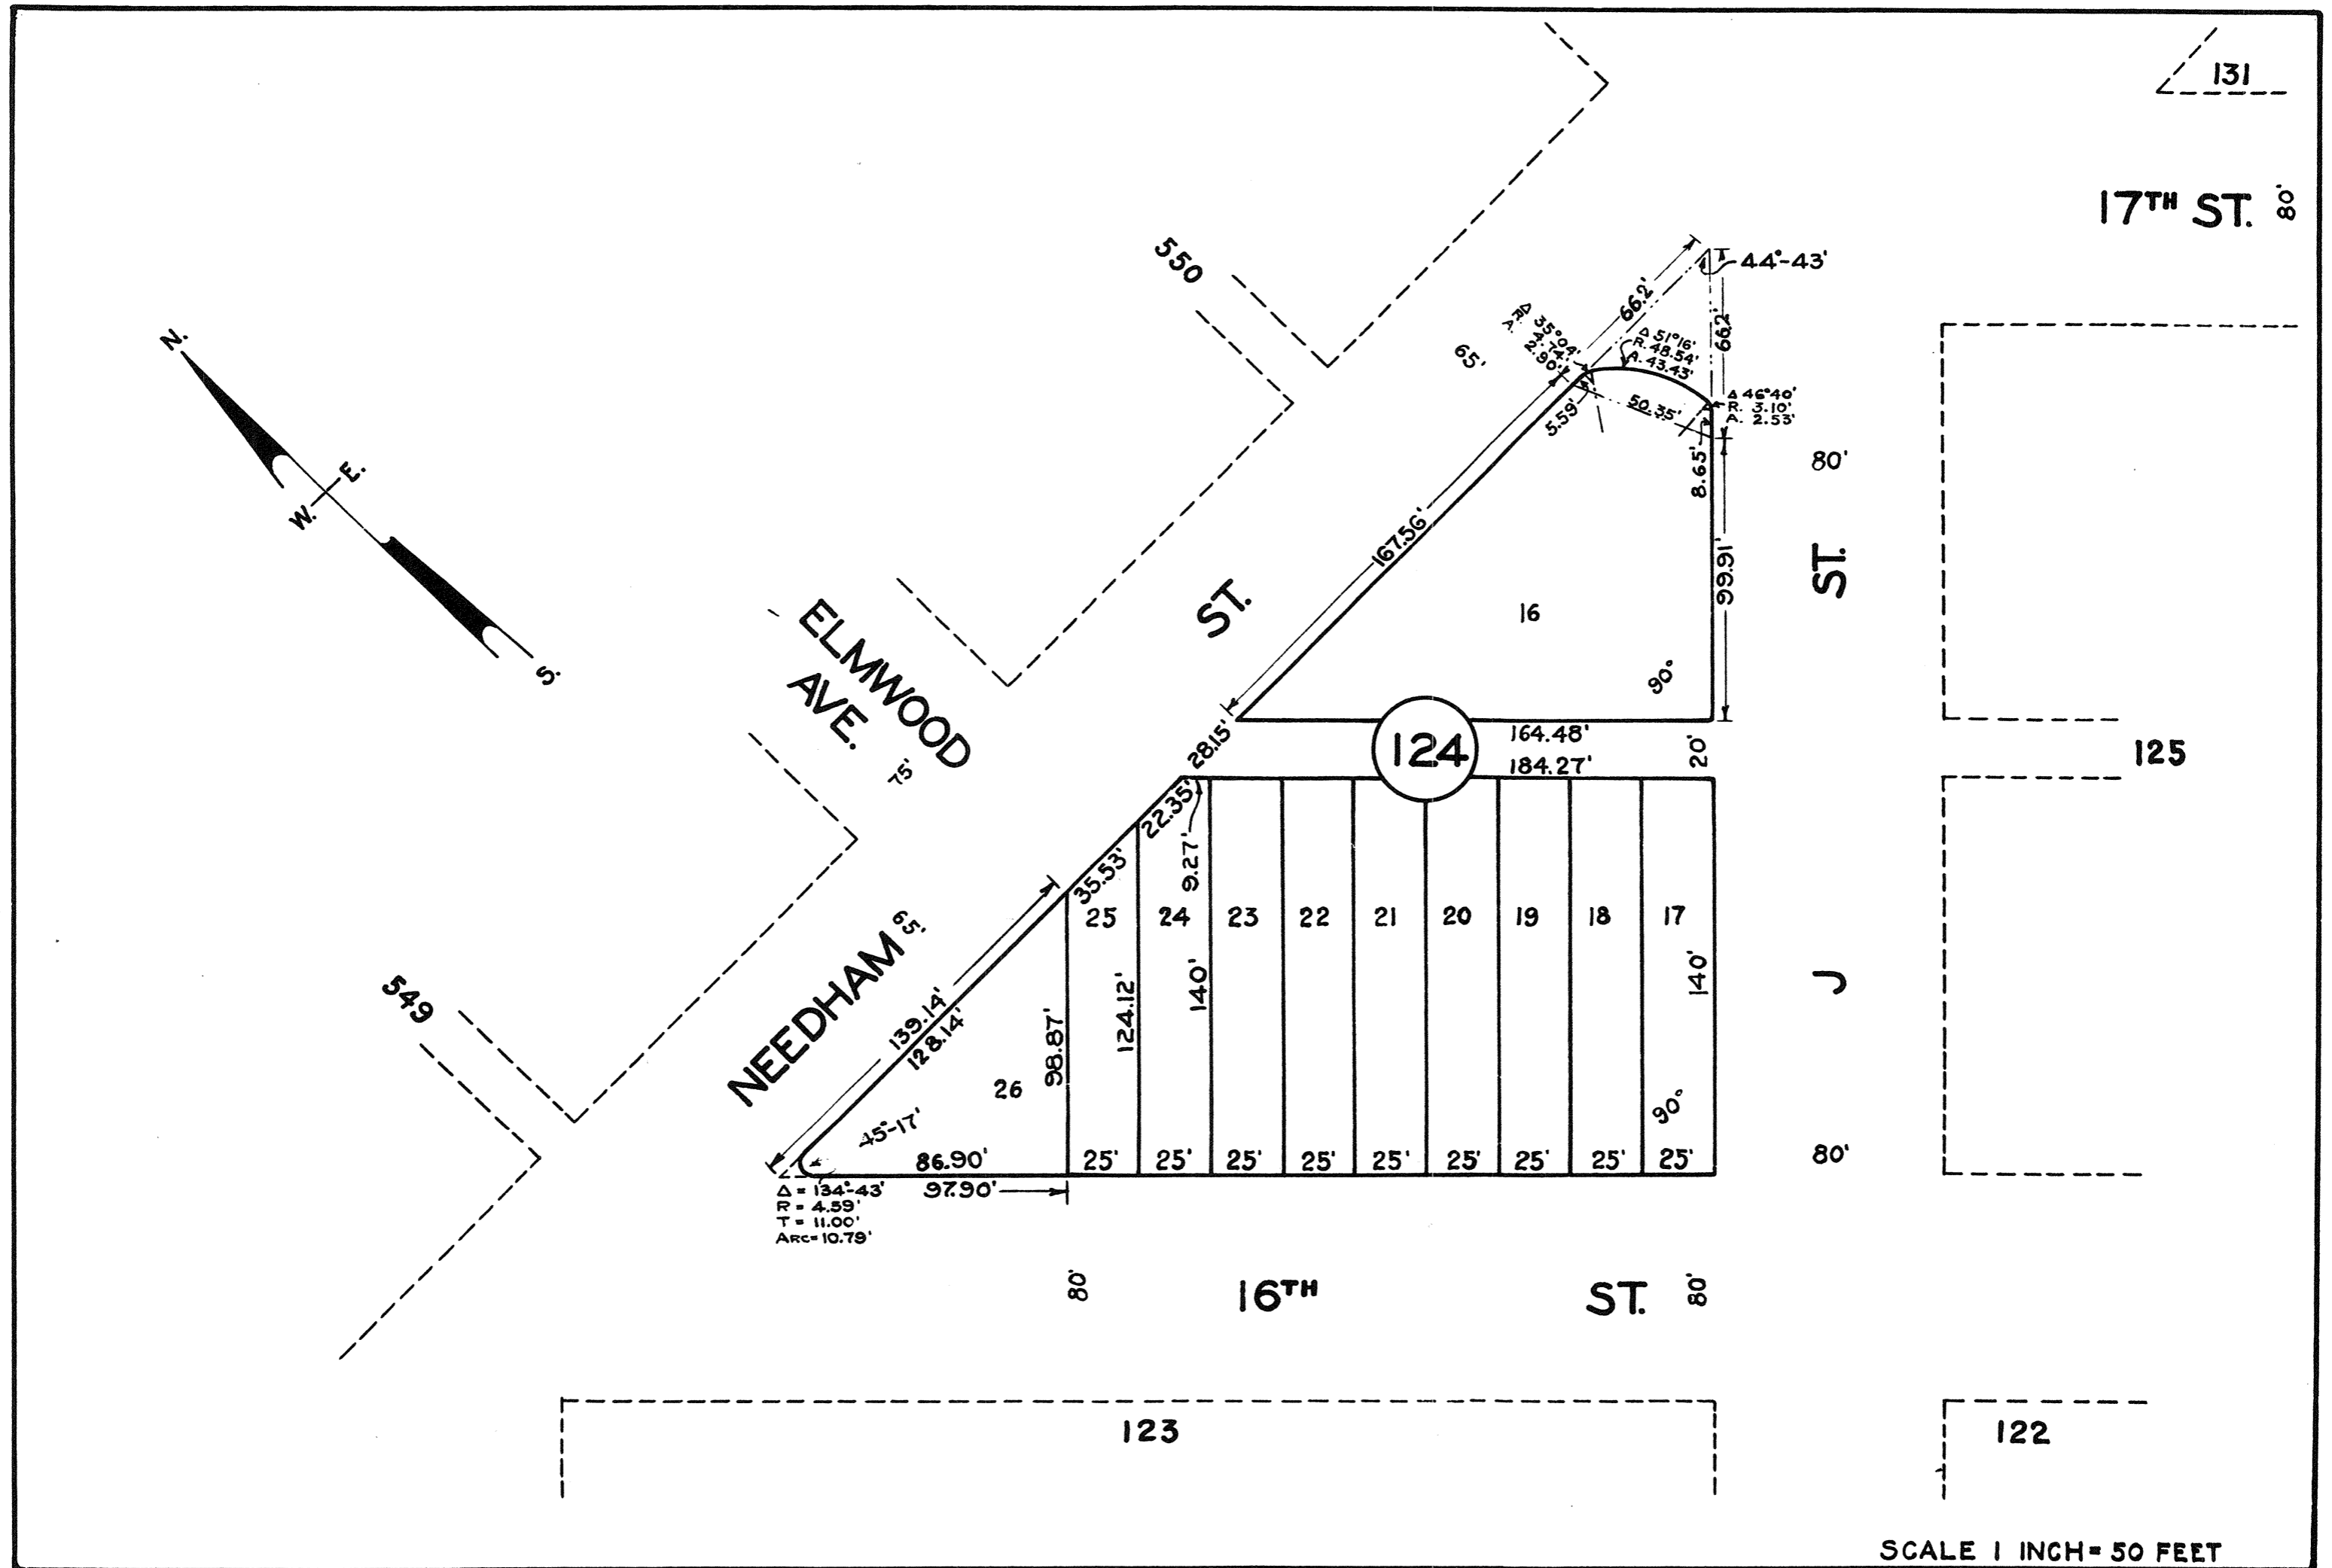 131
17TH ST. 80'
550
44°-43'
66.2'
66.2'
Δ 35°04'
R. 4.74'
A. 2.90'
Δ 51°16'
R. 48.54'
A. 43.43'
65'
N.
Δ 46°40'
R. 3.10'
A. 2.53'
50.35'
5.59'
8.65'
80'
E.
W.
S.
167.56'
99.91'
ST.
ST.
16
90°
ELMWOOD
AVE.
75'
28.15'
124
164.48'
184.27'
20'
125
22.35'
9.27'
35.53'
25 24 23 22 21 20 19 18 17
NEEDHAM 65'
549
139.14'
128.14'
98.87'
124.12'
140'
140'
J
26
45°-17'
90°
86.90' 25' 25' 25' 25' 25' 25' 25' 25' 25'
80'
97.90'
Δ = 134°-43'
R = 4.59'
T = 11.00'
ARC= 10.79'
80' 16TH ST. 80'
123
122
SCALE 1 INCH = 50 FEET